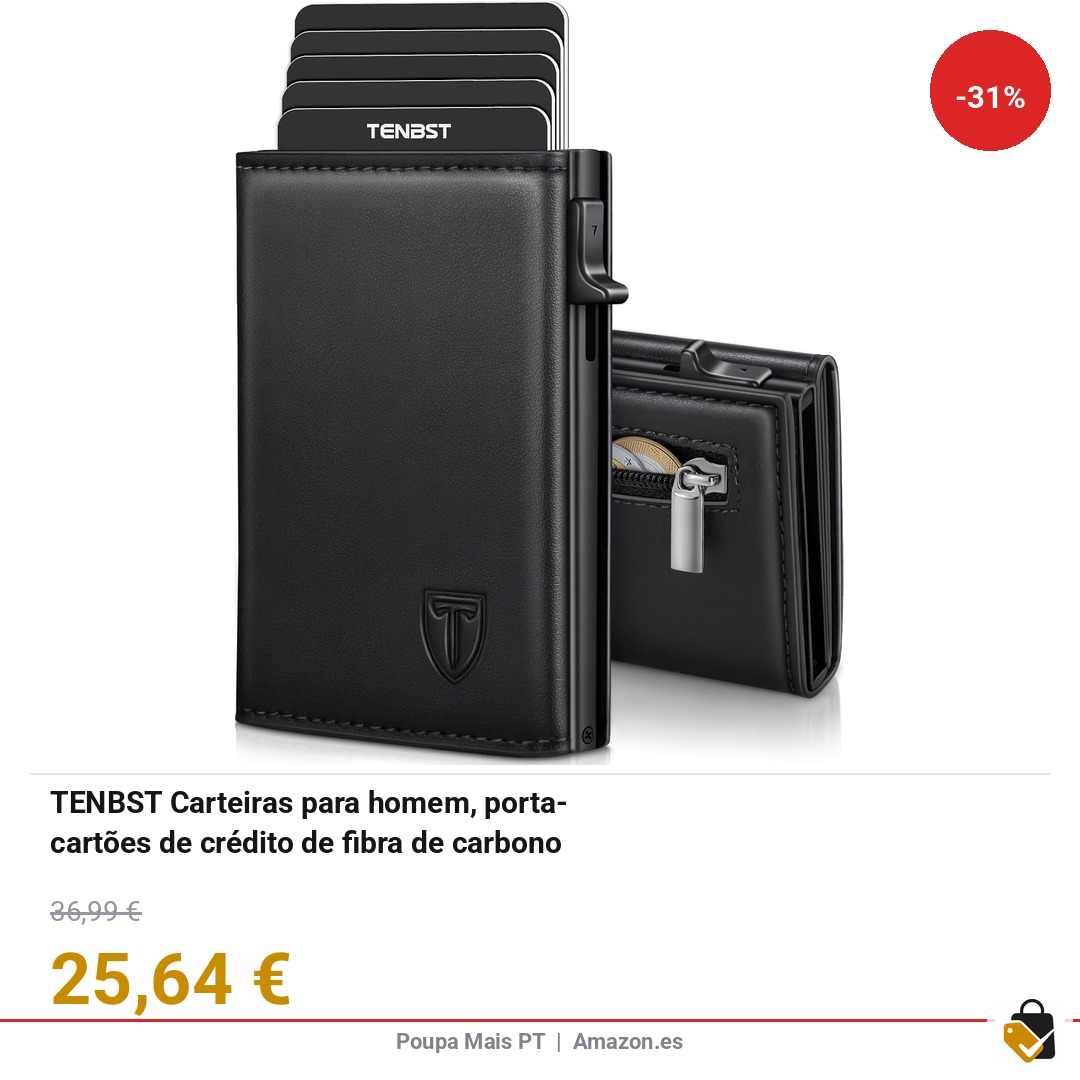 TENBST
-31%
7
T
TENBST Carteiras para homem, porta-
cartões de crédito de fibra de carbono
36,99 €
25,64 €
Poupa Mais PT | Amazon.es